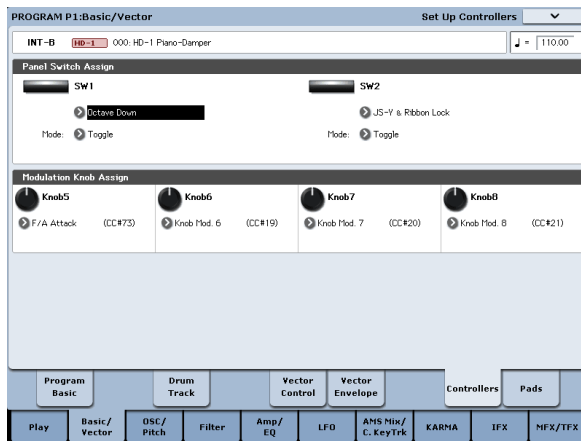 PROGRAM P1:Basic/Vector Set Up Controllers
INT-B HD-1 000: HD-1 Piano-Damper ♩ = 110.00
Panel Switch Assign
SW1 SW2
Octave Down JS-Y & Ribbon Lock
Mode: Toggle Mode: Toggle
Modulation Knob Assign
Knob5 Knob6 Knob7 Knob8
F/A Attack (CC#73) Knob Mod. 6 (CC#19) Knob Mod. 7 (CC#20) Knob Mod. 8 (CC#21)
Program Basic Drum Track Vector Control Vector Envelope Controllers Pads
Play Basic/Vector OSC/Pitch Filter Amp/EQ LFO AMS Mix/C. KeyTrk KARMA IFX MFX/TFX